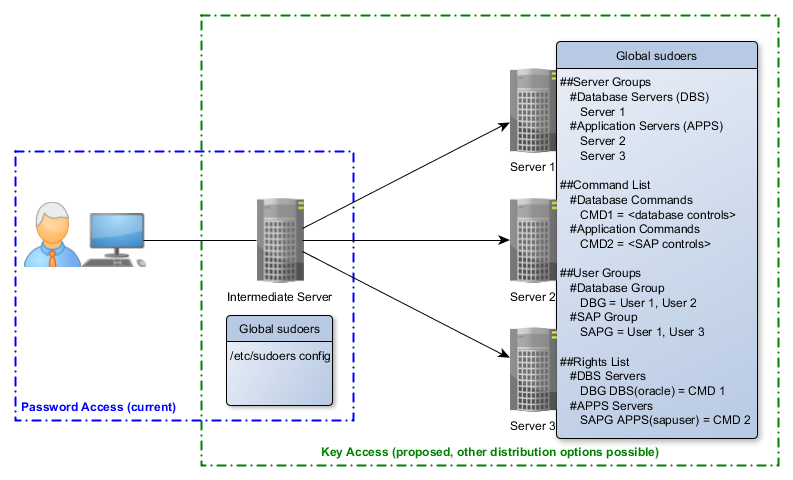 Global sudoers
##Server Groups
#Database Servers (DBS)
Server 1
#Application Servers (APPS)
Server 2
Server 3
##Command List
#Database Commands
CMD1 = <database controls>
#Application Commands
CMD2 = <SAP controls>
##User Groups
#Database Group
DBG = User 1, User 2
#SAP Group
SAPG = User 1, User 3
##Rights List
#DBS Servers
DBG DBS(oracle) = CMD 1
#APPS Servers
SAPG APPS(sapuser) = CMD 2
Server 1
Server 2
Server 3
Intermediate Server
Global sudoers
/etc/sudoers config
Password Access (current)
Key Access (proposed, other distribution options possible)